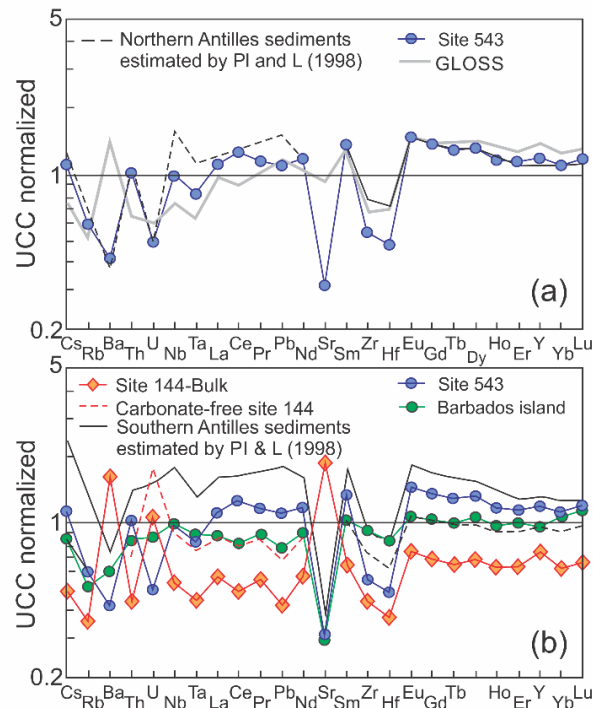 5
Northern Antilles sediments
estimated by PI and L (1998)
Site 543
GLOSS
UCC normalized
1
(a)
0.2
Cs Rb Ba Th U Nb Ta La Ce Pr Pb Nd Sr Sm Zr Hf Eu Gd Tb Dy Ho Er Y Yb Lu
5
Site 144-Bulk
Carbonate-free site 144
Southern Antilles sediments
estimated by PI & L (1998)
Site 543
Barbados island
UCC normalized
1
(b)
0.2
Cs Rb Ba Th U Nb Ta La Ce Pr Pb Nd Sr Sm Zr Hf Eu Gd Tb Ho Er Y Yb Lu